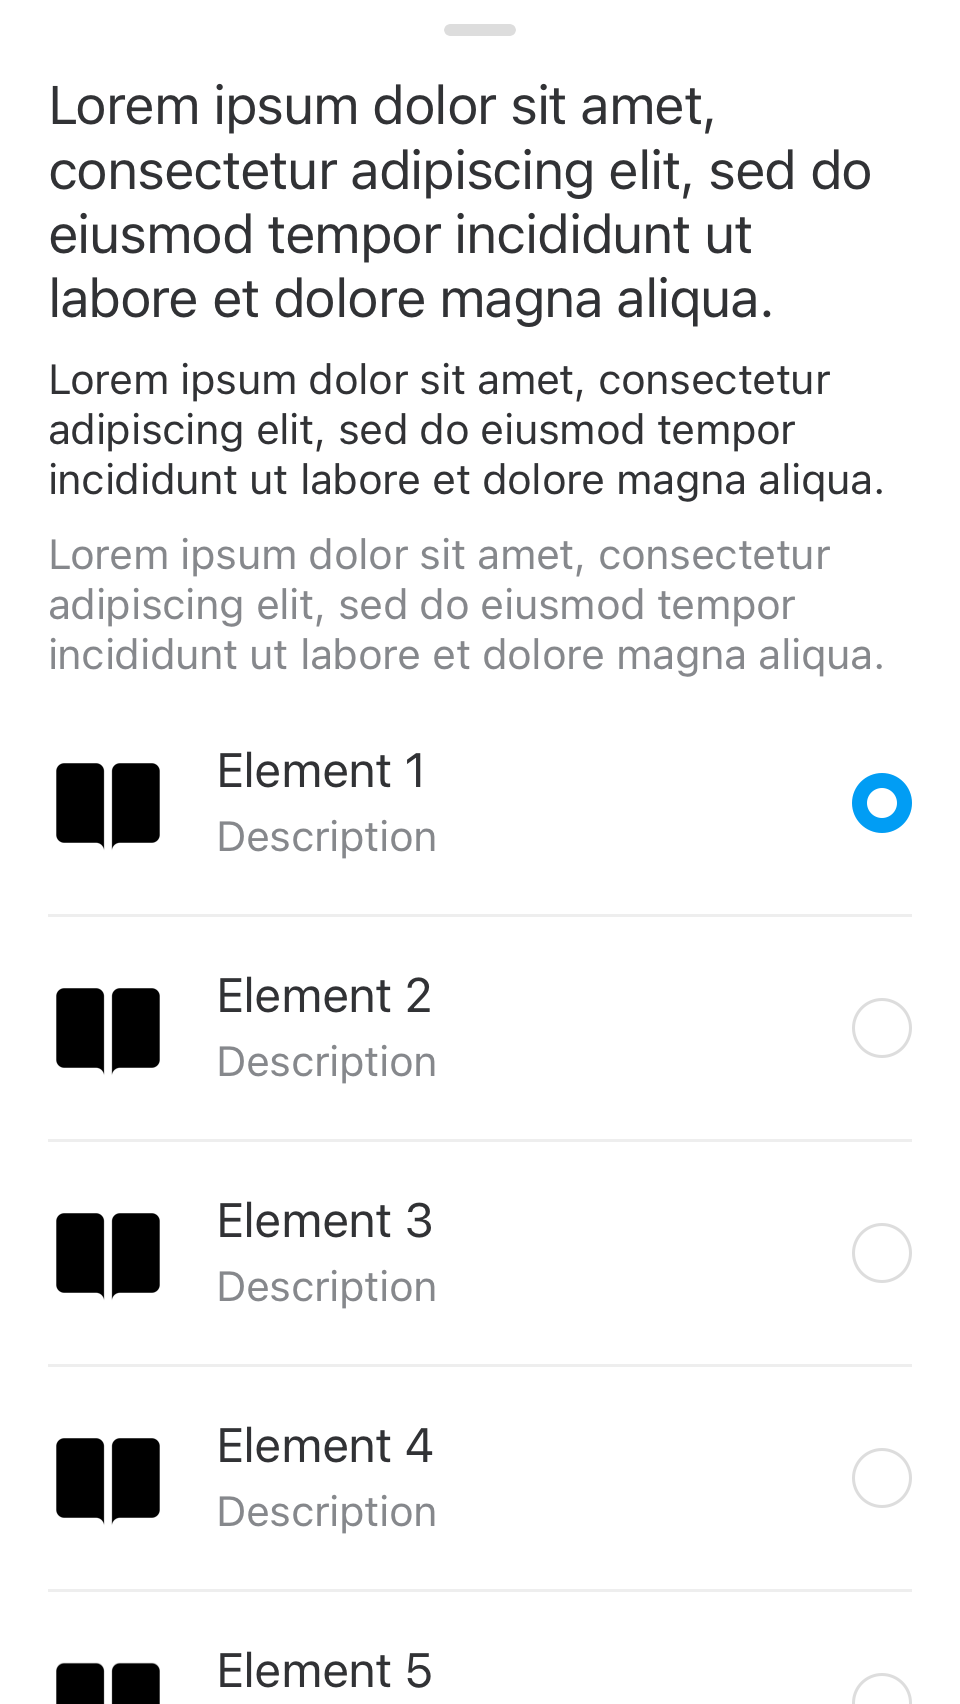 Lorem ipsum dolor sit amet,
consectetur adipiscing elit, sed do
eiusmod tempor incididunt ut
labore et dolore magna aliqua.
Lorem ipsum dolor sit amet, consectetur
adipiscing elit, sed do eiusmod tempor
incididunt ut labore et dolore magna aliqua.
Lorem ipsum dolor sit amet, consectetur
adipiscing elit, sed do eiusmod tempor
incididunt ut labore et dolore magna aliqua.
Element 1
Description
Element 2
Description
Element 3
Description
Element 4
Description
Element 5